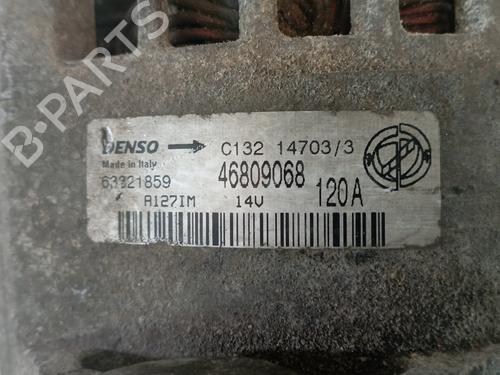 DENSO C132 14703/3
Made in Italy
63321859 46809068
A127IM 14V 120A
B-PARTS